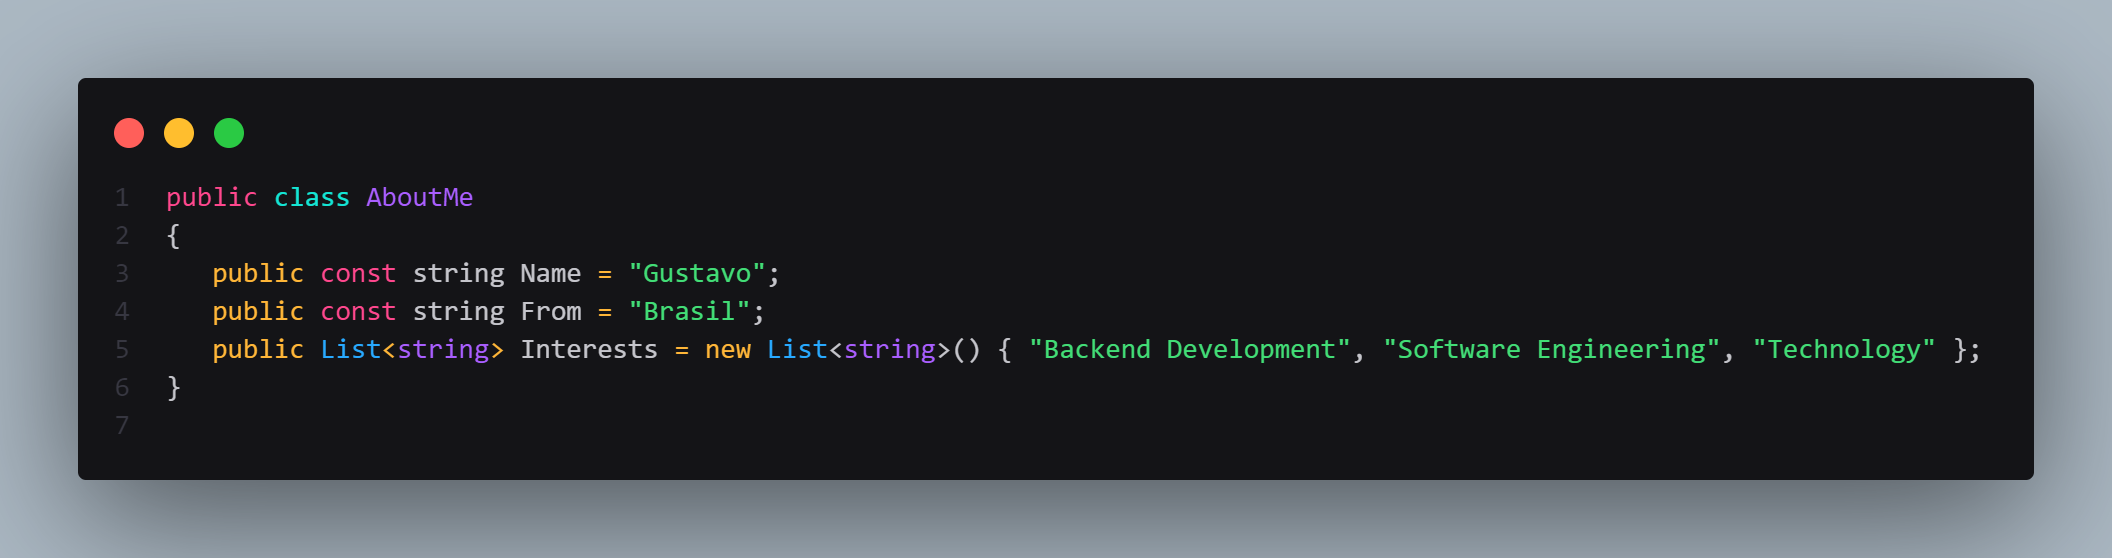 1 public class AboutMe
2 {
3    public const string Name = "Gustavo";
4    public const string From = "Brasil";
5    public List<string> Interests = new List<string>() { "Backend Development", "Software Engineering", "Technology" };
6 }
7